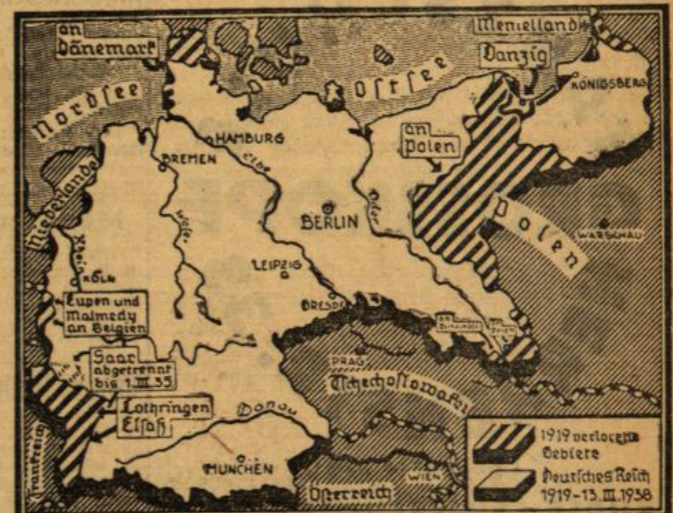 an
Dänemark
Memelland
Danzig
KÖNIGSBERG
Nordsee
Ostsee
HAMBURG
an
Polen
BREMEN
Elbe
Niederlande
Weser
BERLIN
Oder
Polen
WARSCHAU
Rhein
KÖLN
LEIPZIG
Eupen und
Malmedy
an Belgien
DRESD
Saar
abgetrennt
bis 1.III.35
PRAG
Tschechoslowakei
Lothringen
Elsaß
Donau
Frankreich
MÜNCHEN
Österreich
WIEN
1919 verlorene
Gebiete
Deutsches Reich
1919-13.III.1938